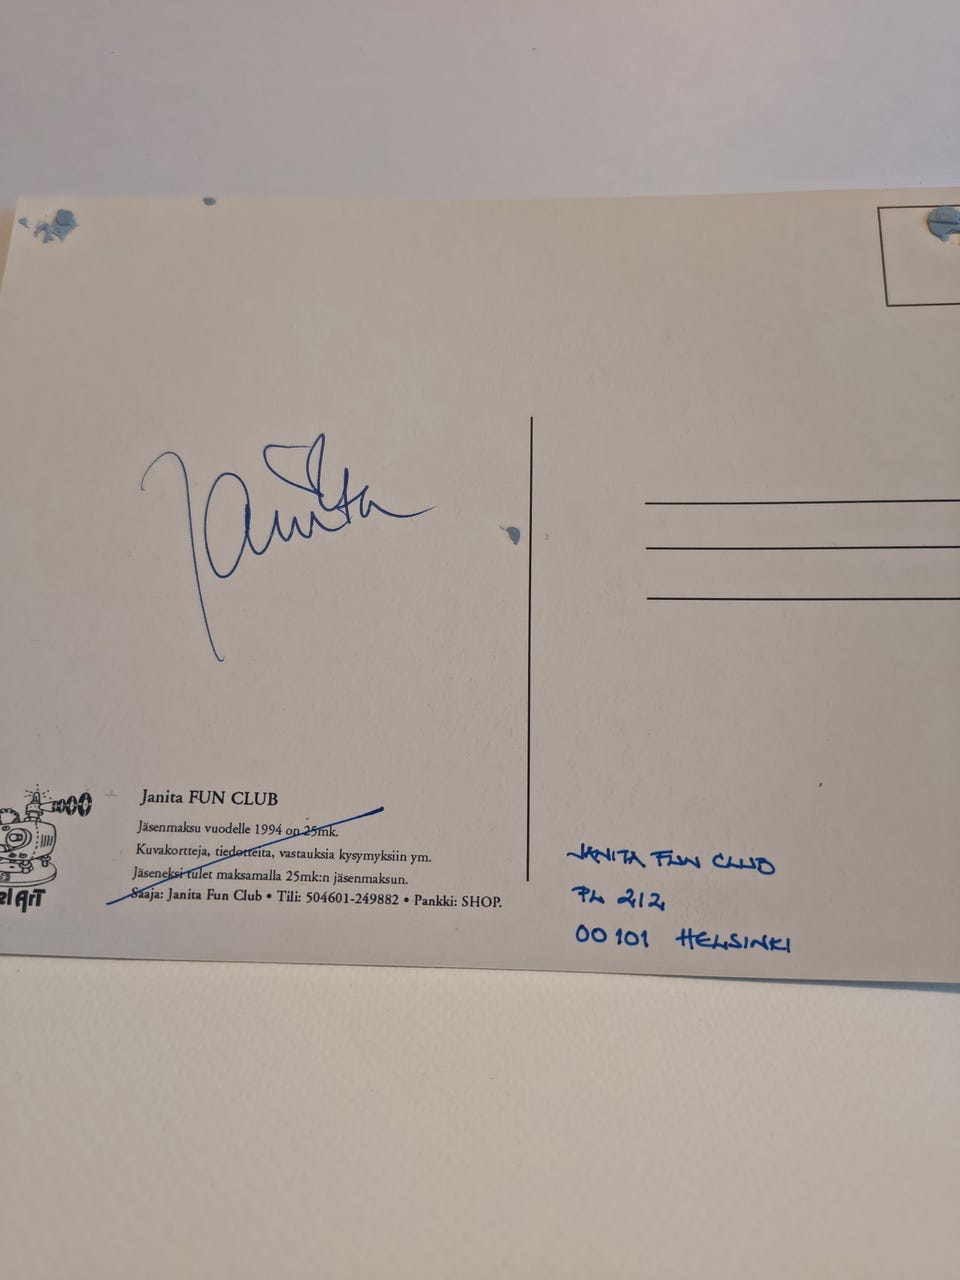 Janita
Janita FUN CLUB
Jäsenmaksu vuodelle 1994 on 25mk.
Kuvakortteja, tiedotteita, vastauksia kysymyksiin ym.
Jäseneksi tulet maksamalla 25mk:n jäsenmaksun.
Saaja: Janita Fun Club • Tili: 504601-249882 • Pankki: SHOP.
JANITA FUN CLUB
PL 212
00101 HELSINKI